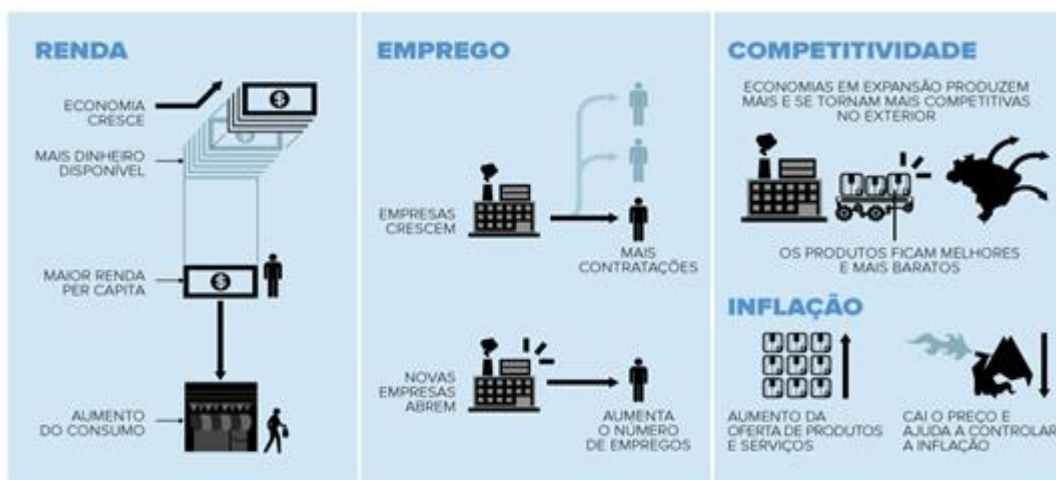 RENDA
ECONOMIA
CRESCE
MAIS DINHEIRO
DISPONÍVEL
MAIOR RENDA
PER CAPITA
AUMENTO
DO CONSUMO
EMPREGO
EMPRESAS
CRESCEM
MAIS
CONTRATAÇÕES
NOVAS
EMPRESAS
ABREM
AUMENTA
O NÚMERO
DE EMPREGOS
COMPETITIVIDADE
ECONOMIAS EM EXPANSÃO PRODUZEM
MAIS E SE TORNAM MAIS COMPETITIVAS
NO EXTERIOR
OS PRODUTOS FICAM MELHORES
E MAIS BARATOS
INFLAÇÃO
AUMENTO DA
OFERTA DE PRODUTOS
E SERVIÇOS
CAI O PREÇO E
AJUDA A CONTROLAR
A INFLAÇÃO